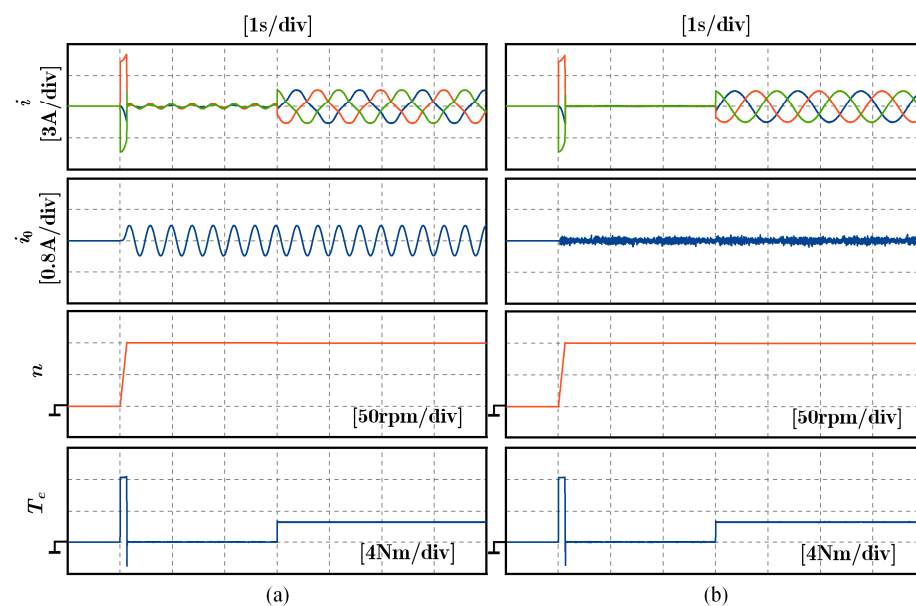 [1s/div]
[1s/div]
i
[3A/div]
i₀
[0.8A/div]
n
[50rpm/div]
[50rpm/div]
Tₑ
[4Nm/div]
[4Nm/div]
(a)
(b)